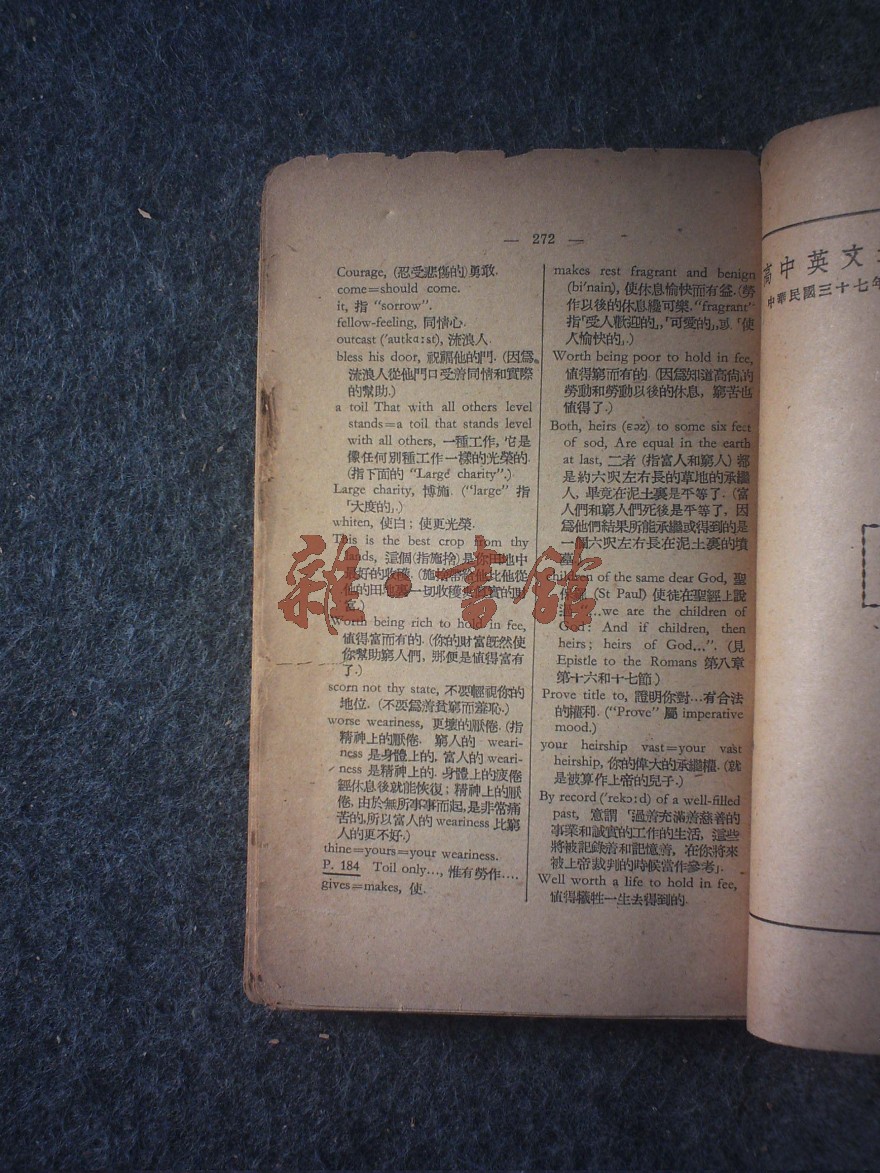 — 272 —
Courage, (忍受悲傷的)勇敢.
come=should come.
it, 指 "sorrow".
fellow-feeling, 同情心.
outcast ('autkɑːst), 流浪人.
bless his door, 祝福他的門. (因爲
流浪人從他門口受着同情和實際
的幫助.)
a toil That with all others level
stands=a toil that stands level
with all others, 一種工作, 它是
像任何別種工作一樣的光榮的.
(指下面的 "Large charity".)
Large charity, 博施. ("large" 指
「大度的」.)
whiten, 使白; 使更光榮.
This is the best crop from thy
lands, 這個(指施捨)是你田地中
最好的收穫.
Worth being rich to hold in fee,
値得富而有的. (你的財富旣然使
你幫助窮人們, 那便是値得富有
了.)
scorn not thy state, 不要輕視你的
地位. (不要爲着貧窮而羞恥.)
worse weariness, 更壞的厭倦. (指
精神上的厭倦. 窮人的 weari-
ness 是身體上的, 富人的 weari-
ness 是精神上的. 身體上的疲倦
經休息後就能恢復; 精神上的厭
倦, 由於無所事事而起, 是非常痛
苦的, 所以富人的 weariness 比窮
人的更不好.)
thine=yours=your weariness.
P. 184 Toil only..., 惟有勞作....
gives=makes, 使.
makes rest fragrant and benign
(bi'nain), 使休息愉快而有益. (勞
作以後的休息纔可樂. "fragrant"
指「受人歡迎的」,「可愛的」, 或「使
人愉快的」.)
Worth being poor to hold in fee,
値得窮而有的. (因爲知道高尙的
勞動和勞動以後的休息, 窮苦也
値得了.)
Both, heirs (ɛəz) to some six feet
of sod, Are equal in the earth
at last, 二者 (指富人和窮人) 都
是約六呎左右長的草地的承繼
人, 畢竟在泥土裏是平等了. (富
人們和窮人們死後是平等了, 因
爲他們結果所能承繼或得到的是
一個六呎左右長在泥土裏的墳
墓.)
children of the same dear God, 聖
保羅 (St Paul) 使徒在聖經上說
"...we are the children of
God: And if children, then
heirs; heirs of God...". (見
Epistle to the Romans 第八章
第十六和十七節.)
Prove title to, 證明你對...有合法
的權利. ("Prove" 屬 imperative
mood.)
your heirship vast=your vast
heirship, 你的偉大的承繼權. (就
是被算作上帝的兒子.)
By record ('rekɔːd) of a well-filled
past, 意謂「過着充滿着慈善的
事業和誠實的工作的生活, 這些
將被記錄着和記憶着, 在你將來
被上帝裁判的時候當作參考」.
Well worth a life to hold in fee,
値得犧牲一生去得到的.
高中英文
中華民國三十七年
雜·書館